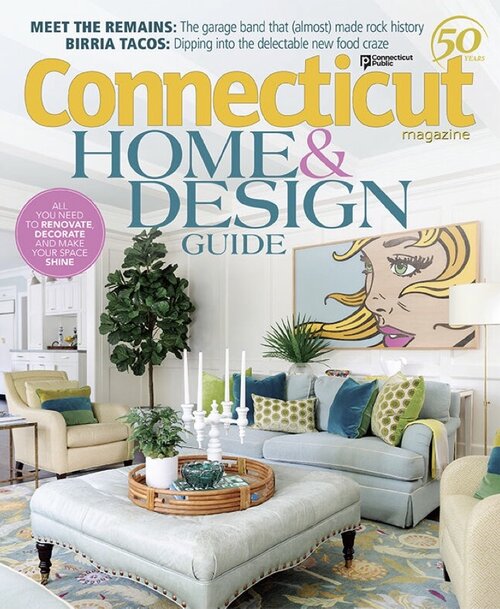 MEET THE REMAINS: The garage band that (almost) made rock history
BIRRIA TACOS: Dipping into the delectable new food craze
50
YEARS
Connecticut
Public
Connecticut
magazine
HOME &
DESIGN
GUIDE
ALL
YOU NEED
TO RENOVATE,
DECORATE
AND MAKE
YOUR SPACE
SHINE